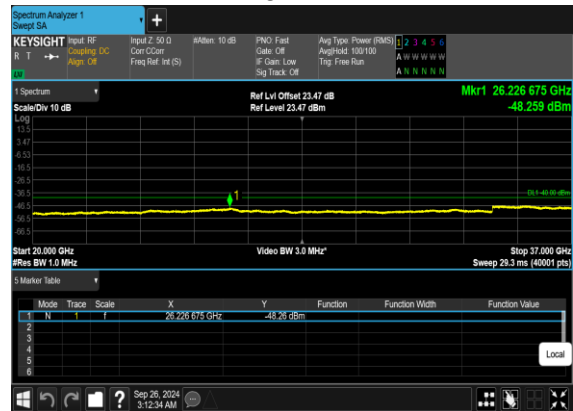 Spectrum Analyzer 1
Swept SA
+
KEYSIGHT Input: RF Input Z: 50 Ω #Atten: 10 dB PNO: Fast Avg Type: Power (RMS) 1 2 3 4 5 6
R T Coupling: DC Corr CCorr Gate: Off Avg|Hold: 100/100 A W W W W W
Align: Off Freq Ref: Int (S) IF Gain: Low Trig: Free Run
LXI Sig Track: Off A N N N N N
1 Spectrum Ref Lvl Offset 23.47 dB Mkr1 26.226 675 GHz
Scale/Div 10 dB Ref Level 23.47 dBm -48.259 dBm
Log
13.5
3.47
-6.53
-16.5
-26.5
-36.5 1 DL1 -40.00 dBm
-46.5
-56.5
-66.5
Start 20.000 GHz Video BW 3.0 MHz* Stop 37.000 GHz
#Res BW 1.0 MHz Sweep 29.3 ms (40001 pts)
5 Marker Table
Mode Trace Scale X Y Function Function Width Function Value
1 N 1 f 26.226 675 GHz -48.26 dBm
2
3
4
5
6
Local
? Sep 26, 2024
3:12:34 AM